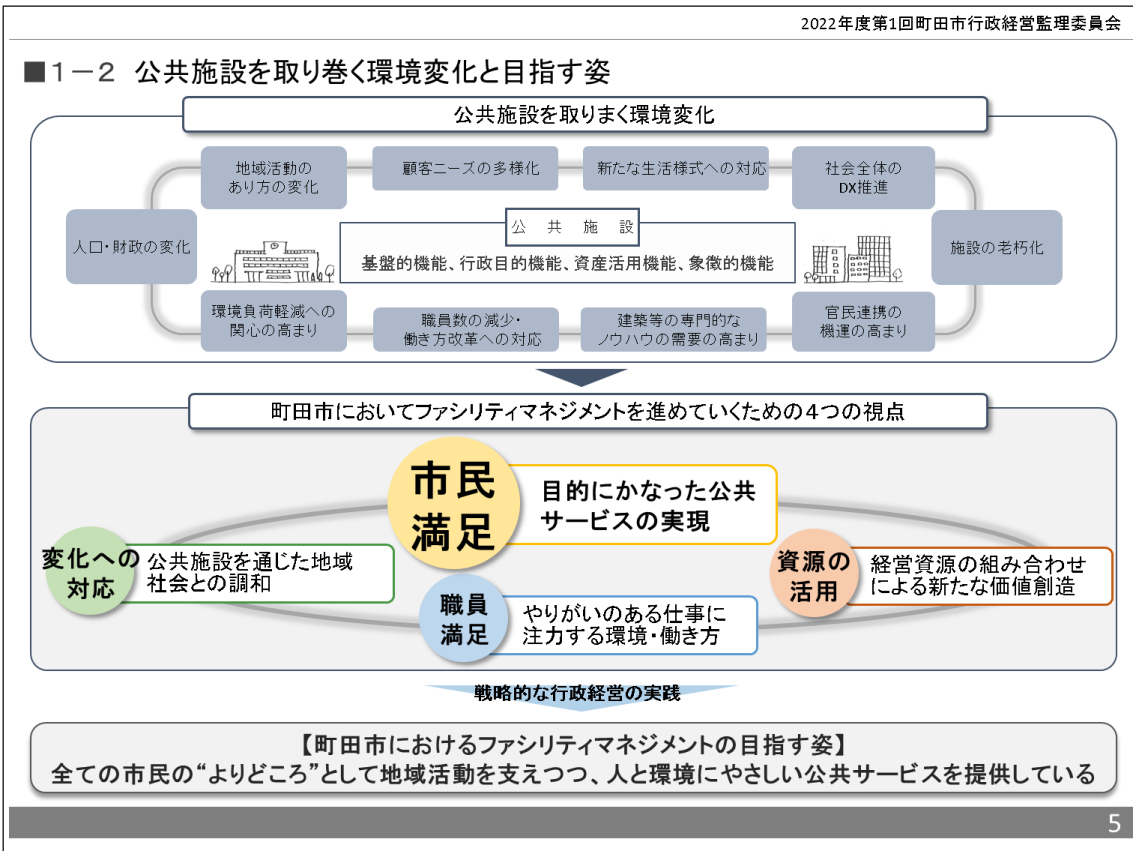 2022年度第1回町田市行政経営監理委員会
■1－2 公共施設を取り巻く環境変化と目指す姿
公共施設を取りまく環境変化
地域活動の
あり方の変化
顧客ニーズの多様化
新たな生活様式への対応
社会全体の
DX推進
人口・財政の変化
公 共 施 設
基盤的機能、行政目的機能、資産活用機能、象徴的機能
施設の老朽化
環境負荷軽減への
関心の高まり
職員数の減少・
働き方改革への対応
建築等の専門的な
ノウハウの需要の高まり
官民連携の
機運の高まり
町田市においてファシリティマネジメントを進めていくための4つの視点
市民
満足
目的にかなった公共
サービスの実現
変化への
対応
公共施設を通じた地域
社会との調和
資源の
活用
経営資源の組み合わせ
による新たな価値創造
職員
満足
やりがいのある仕事に
注力する環境・働き方
戦略的な行政経営の実践
【町田市におけるファシリティマネジメントの目指す姿】
全ての市民の“よりどころ”として地域活動を支えつつ、人と環境にやさしい公共サービスを提供している
5